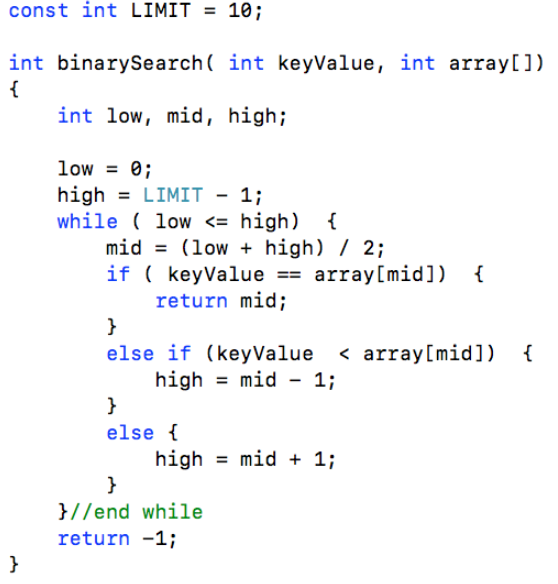 const int LIMIT = 10;
int binarySearch( int keyValue, int array[])
{
    int low, mid, high;
    low = 0;
    high = LIMIT - 1;
    while ( low <= high)  {
        mid = (low + high) / 2;
        if ( keyValue == array[mid])  {
            return mid;
        }
        else if (keyValue  < array[mid])  {
            high = mid - 1;
        }
        else {
            high = mid + 1;
        }
    }//end while
    return -1;
}